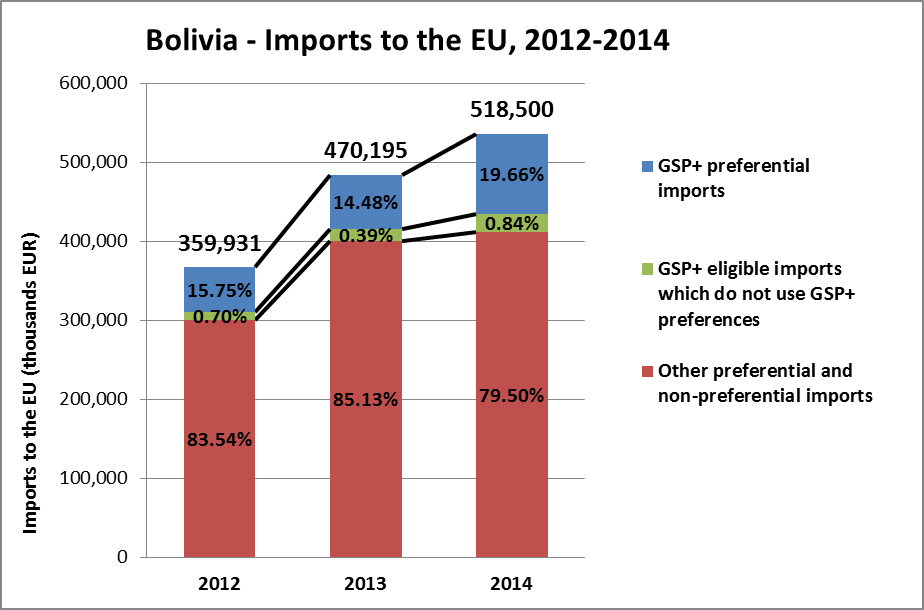 Bolivia - Imports to the EU, 2012-2014
Imports to the EU (thousands EUR)
600,000
500,000
400,000
300,000
200,000
100,000
0
359,931
15.75%
0.70%
83.54%
2012
470,195
14.48%
0.39%
85.13%
2013
518,500
19.66%
0.84%
79.50%
2014
GSP+ preferential
imports
GSP+ eligible imports
which do not use GSP+
preferences
Other preferential and
non-preferential imports